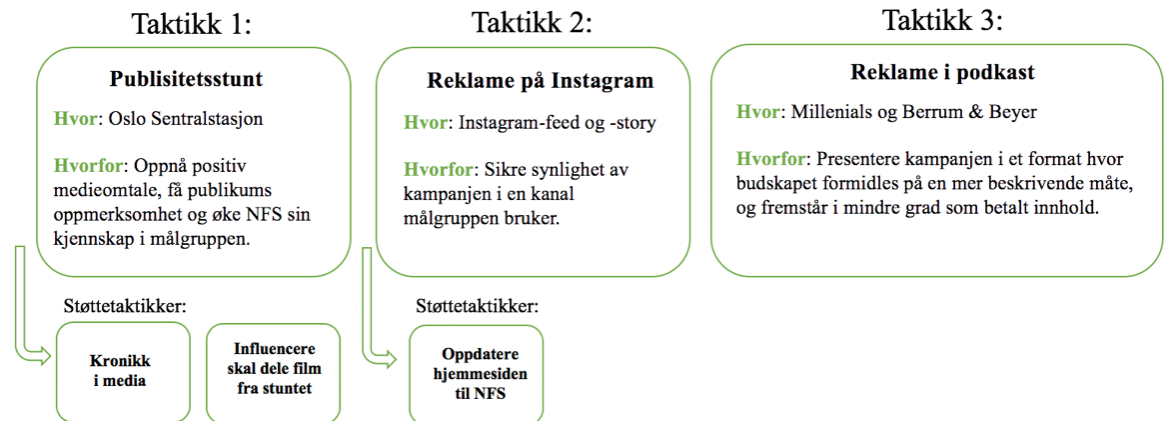 Taktikk 1:
Publisitetsstunt
Hvor: Oslo Sentralstasjon
Hvorfor: Oppnå positiv
medieomtale, få publikums
oppmerksomhet og øke NFS sin
kjennskap i målgruppen.
Støttetaktikker:
Kronikk
i media
Influencere
skal dele film
fra stuntet
Taktikk 2:
Reklame på Instagram
Hvor: Instagram-feed og -story
Hvorfor: Sikre synlighet av
kampanjen i en kanal
målgruppen bruker.
Støttetaktikker:
Oppdatere
hjemmesiden
til NFS
Taktikk 3:
Reklame i podkast
Hvor: Millenials og Berrum & Beyer
Hvorfor: Presentere kampanjen i et format hvor
budskapet formidles på en mer beskrivende måte,
og fremstår i mindre grad som betalt innhold.